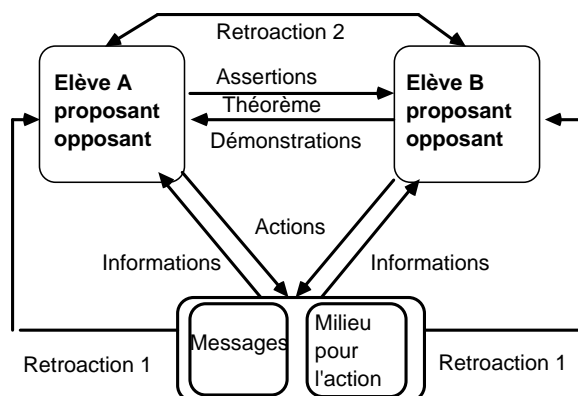 Retroaction 2
Elève A
proposant
opposant
Assertions
Théorème
Démonstrations
Elève B
proposant
opposant
Actions
Informations
Informations
Messages
Milieu
pour
l'action
Retroaction 1
Retroaction 1